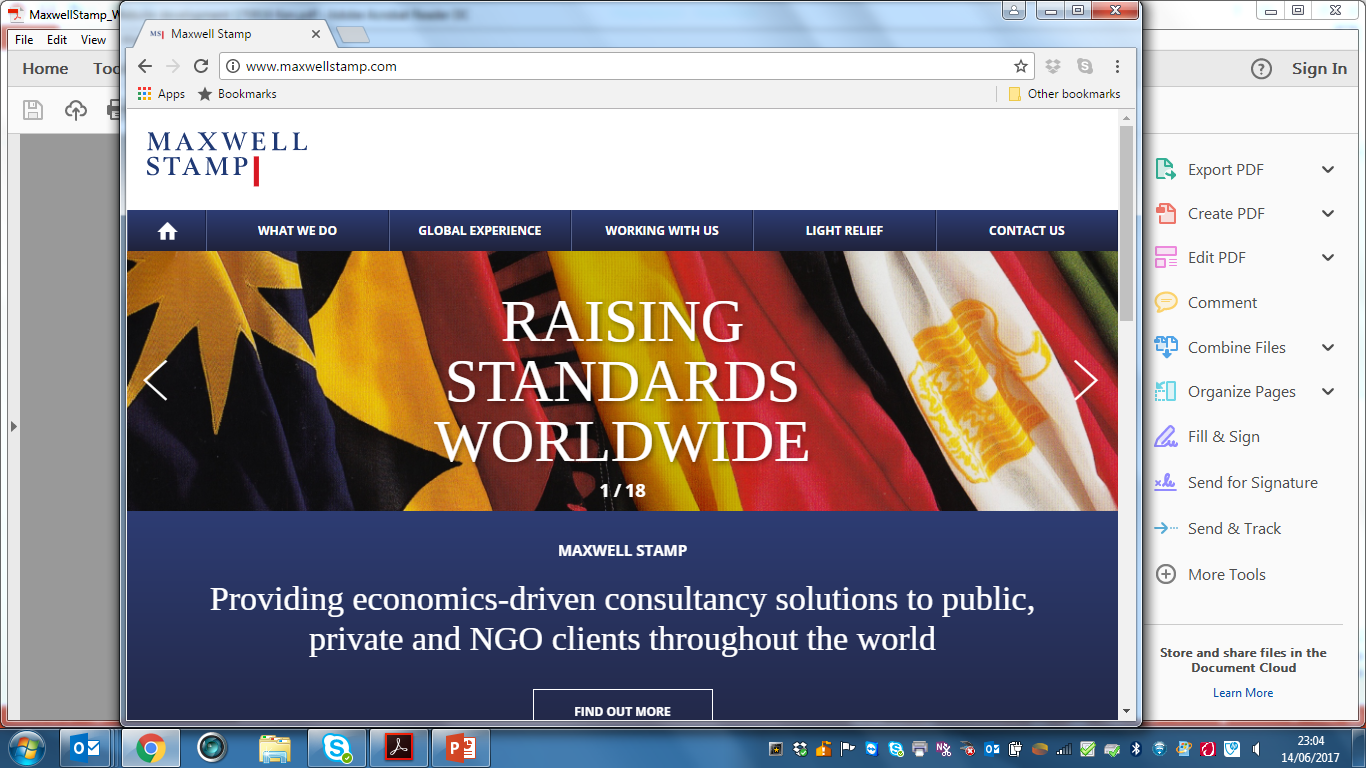 MaxwellStamp_W
File Edit View
Home Too
Sign In
Maxwell Stamp
www.maxwellstamp.com
Apps Bookmarks Other bookmarks
MAXWELL
STAMP
WHAT WE DO GLOBAL EXPERIENCE WORKING WITH US LIGHT RELIEF CONTACT US
RAISING
STANDARDS
WORLDWIDE
1 / 18
MAXWELL STAMP
Providing economics-driven consultancy solutions to public,
private and NGO clients throughout the world
FIND OUT MORE
Export PDF
Create PDF
Edit PDF
Comment
Combine Files
Organize Pages
Fill & Sign
Send for Signature
Send & Track
More Tools
Store and share files in the
Document Cloud
Learn More
23:04
14/06/2017